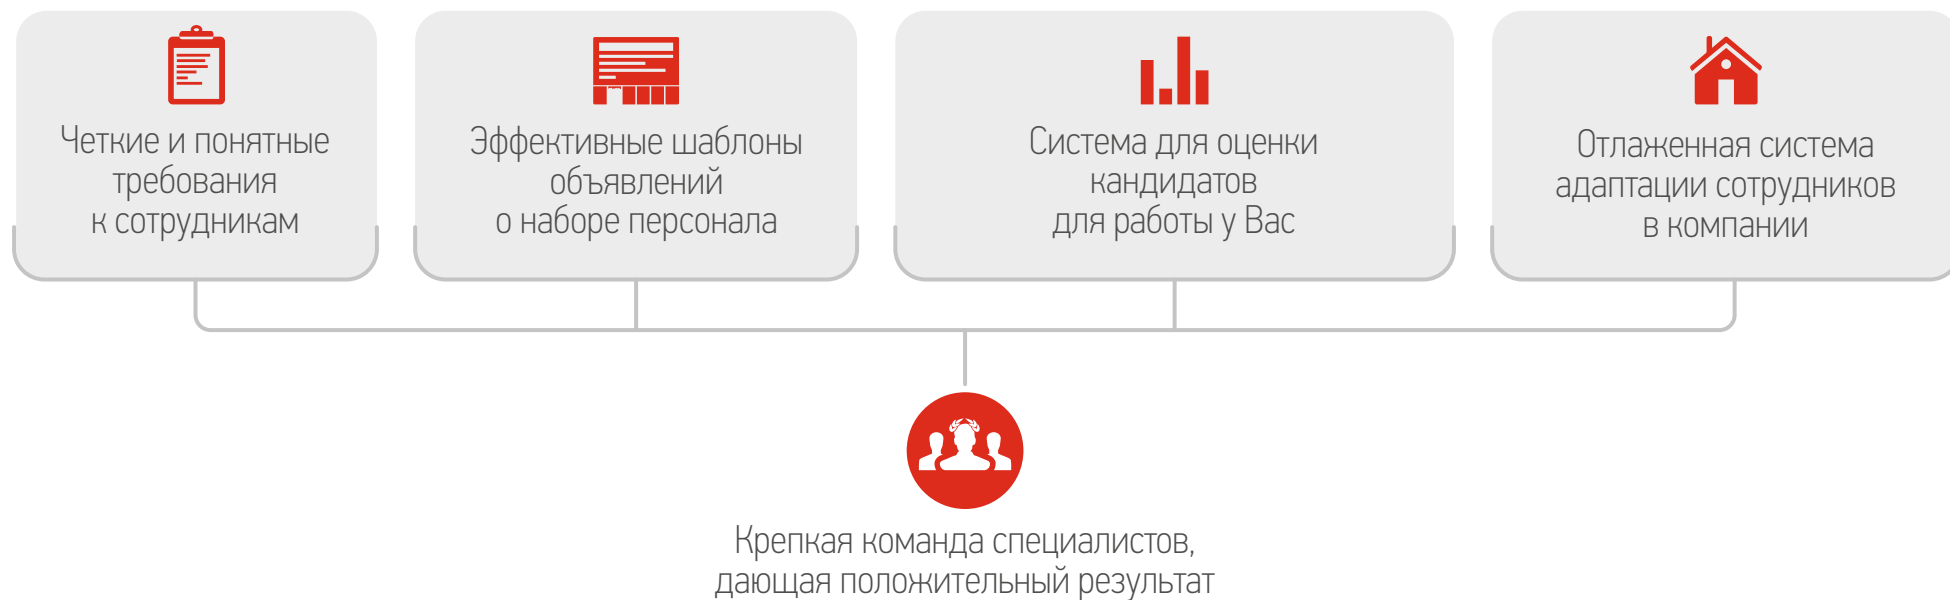 Четкие и понятные
требования
к сотрудникам
Эффективные шаблоны
объявлений
о наборе персонала
Система для оценки
кандидатов
для работы у Вас
Отлаженная система
адаптации сотрудников
в компании
Крепкая команда специалистов,
дающая положительный результат